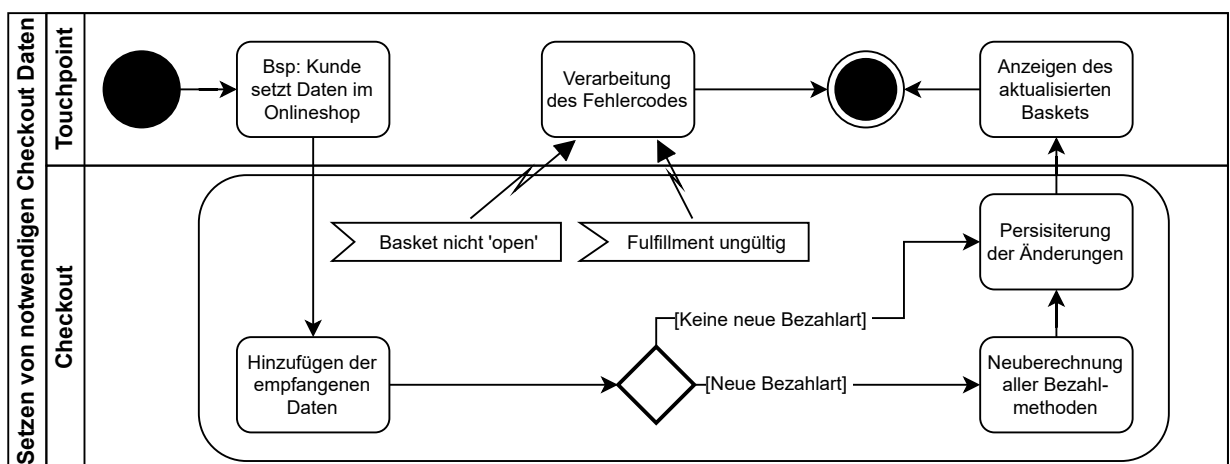 Setzen von notwendigen Checkout Daten
Touchpoint
Bsp: Kunde
setzt Daten im
Onlineshop
Verarbeitung
des Fehlercodes
Anzeigen des
aktualisierten
Baskets
Checkout
Basket nicht 'open'
Fulfillment ungültig
Persisiterung
der Änderungen
[Keine neue Bezahlart]
Hinzufügen der
empfangenen
Daten
[Neue Bezahlart]
Neuberechnung
aller Bezahl-
methoden